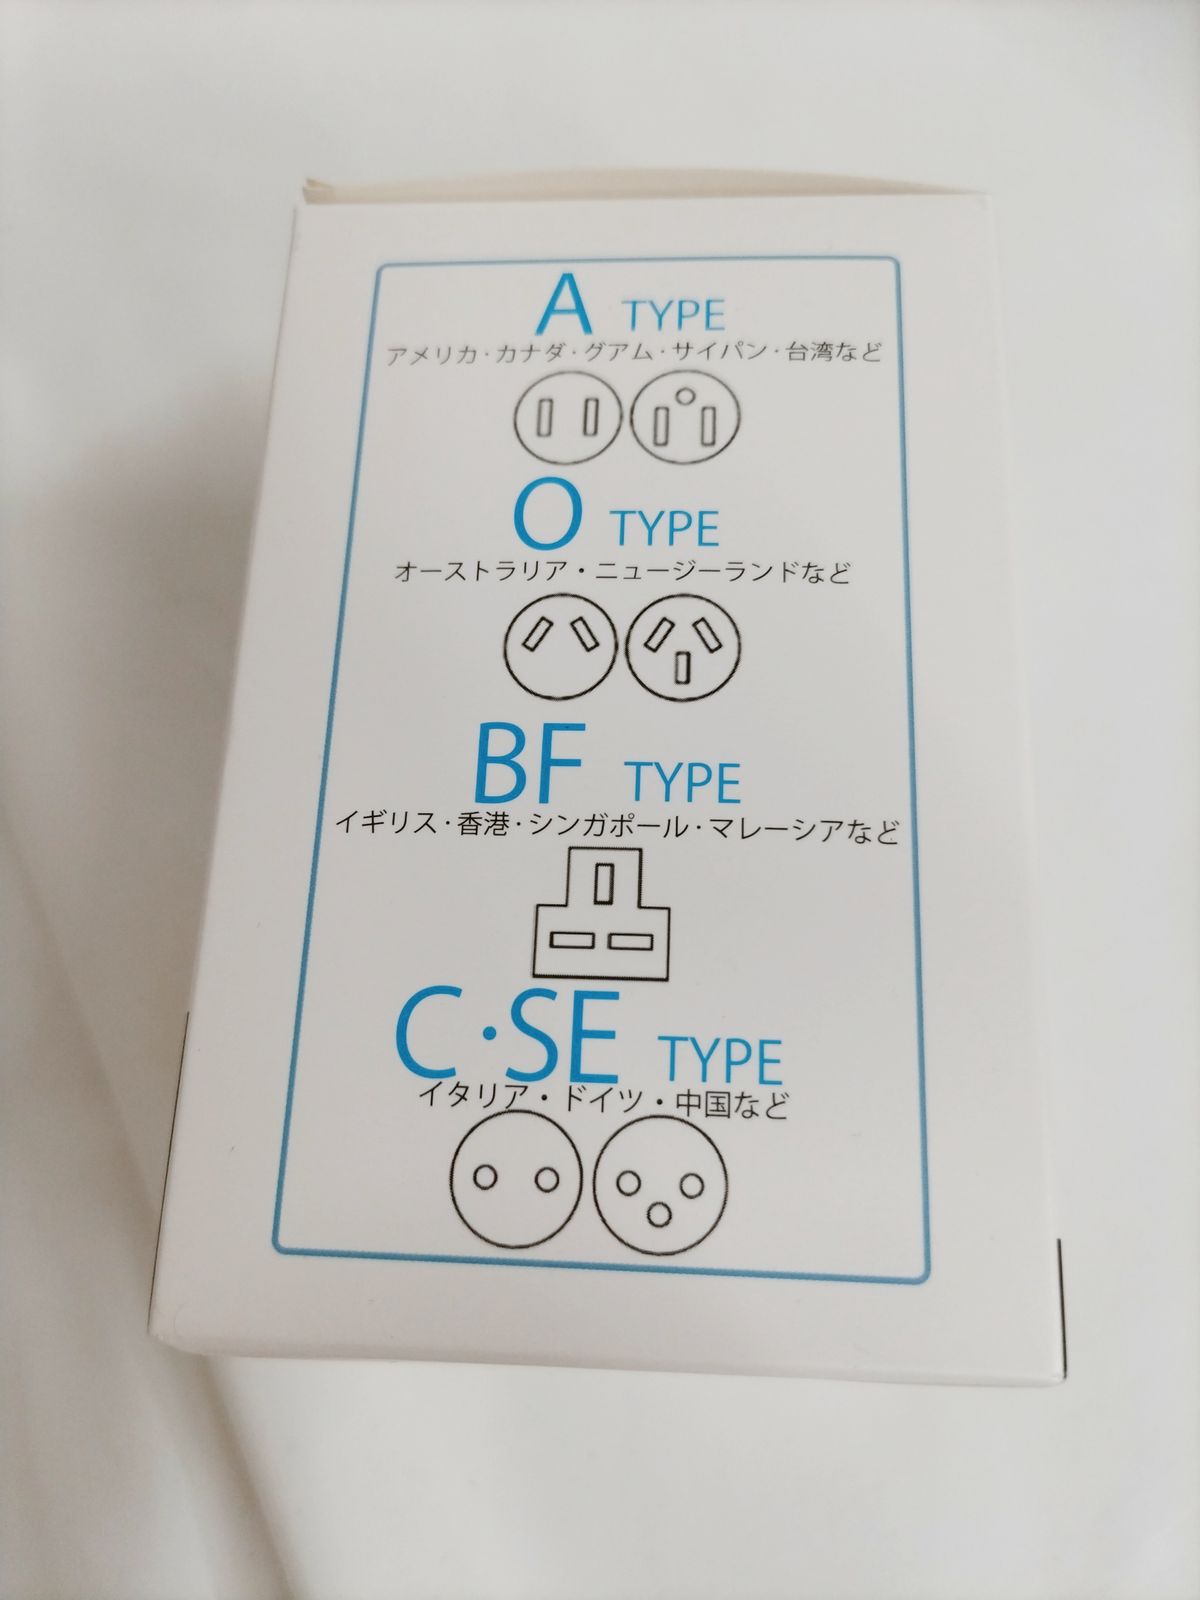 A TYPE
アメリカ・カナダ・グアム・サイパン・台湾など
O TYPE
オーストラリア・ニュージーランドなど
BF TYPE
イギリス・香港・シンガポール・マレーシアなど
C・SE TYPE
イタリア・ドイツ・中国など